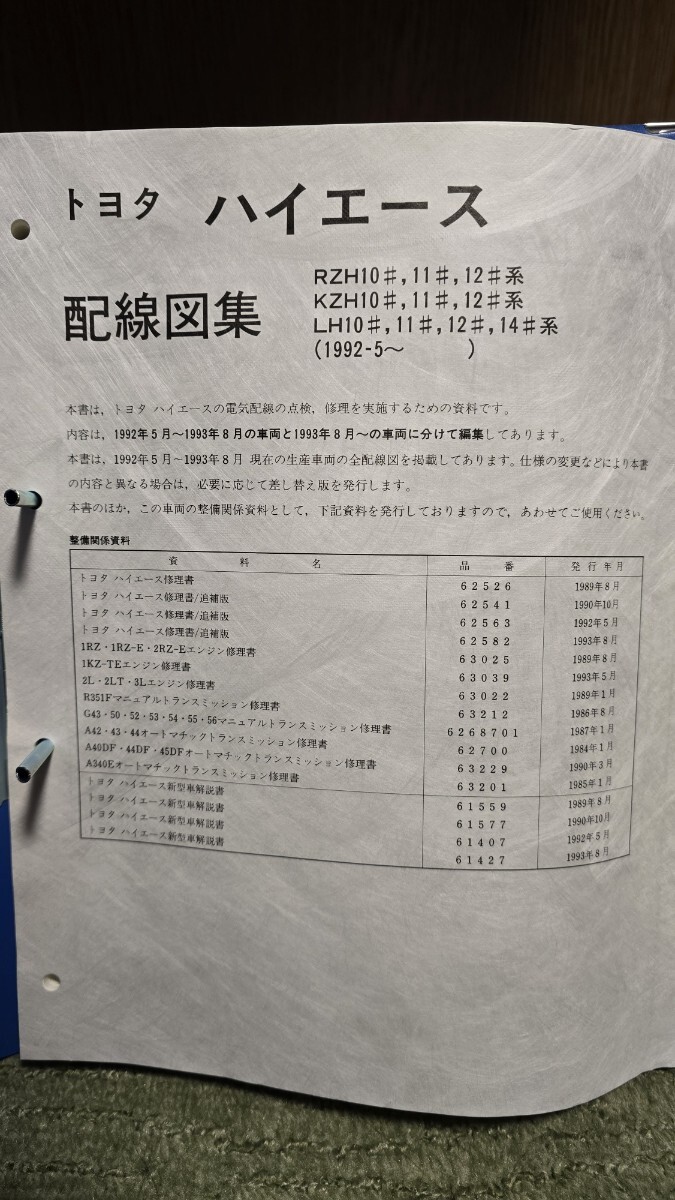 トヨタ ハイエース
配線図集
RZH10#,11#,12#系
KZH10#,11#,12#系
LH10#,11#,12#,14#系
(1992-5〜　　　)
本書は，トヨタ ハイエースの電気配線の点検，修理を実施するための資料です。
内容は，1992年5月〜1993年8月の車両と1993年8月〜の車両に分けて編集してあります。
本書は，1992年5月〜1993年8月 現在の生産車両の全配線図を掲載してあります。仕様の変更などにより本書
の内容と異なる場合は，必要に応じて差し替え版を発行します。
本書のほか，この車両の整備関係資料として，下記資料を発行しておりますので，あわせてご使用ください。
整備関係資料
資料名 品番 発行年月
トヨタ ハイエース修理書 62526 1989年8月
トヨタ ハイエース修理書/追補版 62541 1990年10月
トヨタ ハイエース修理書/追補版 62563 1992年5月
トヨタ ハイエース修理書/追補版 62582 1993年8月
1RZ・1RZ-E・2RZ-Eエンジン修理書 63025 1989年8月
1KZ-TEエンジン修理書 63039 1993年5月
2L・2LT・3Lエンジン修理書 63022 1989年1月
R351Fマニュアルトランスミッション修理書 63212 1986年8月
G43・50・52・53・54・55・56マニュアルトランスミッション修理書 6268701 1987年1月
A42・43・44オートマチックトランスミッション修理書 62700 1984年1月
A40DF・44DF・45DFオートマチックトランスミッション修理書 63229 1990年3月
A340Eオートマチックトランスミッション修理書 63201 1985年1月
トヨタ ハイエース新型車解説書 61559 1989年8月
トヨタ ハイエース新型車解説書 61577 1990年10月
トヨタ ハイエース新型車解説書 61407 1992年5月
トヨタ ハイエース新型車解説書 61427 1993年8月